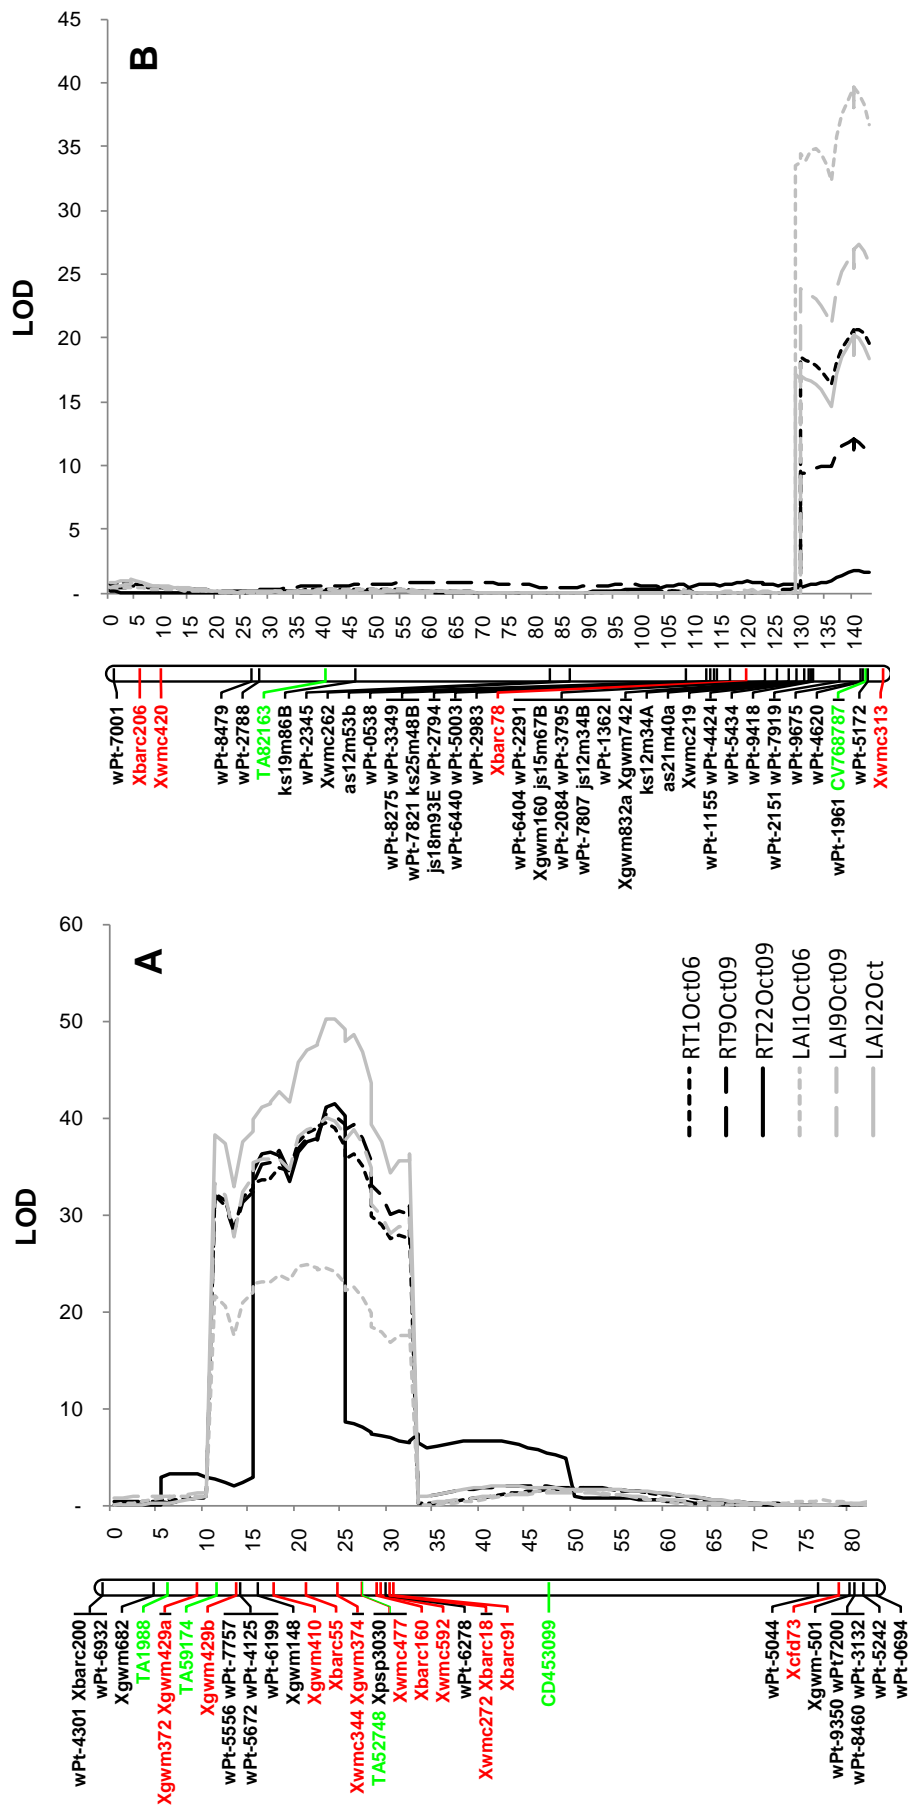 A
LOD
60
50
40
30
20
10
-
0
5
10
15
20
25
30
35
40
45
50
55
60
65
70
75
80
wPt-4301 Xbarc200
wPt-6932
Xgwm682
TA1988
Xgwm372 Xgwm429a
TA59174
Xgwm429b
wPt-5556 wPt-7757
wPt-5672 wPt-4125
wPt-6199
Xgwm148
Xgwm410
Xbarc55
Xwmc344 Xgwm374
TA52748 Xpsp3030
Xwmc477
Xbarc160
Xwmc592
wPt-6278
Xwmc272 Xbarc18
Xbarc91
CD453099
wPt-5044
Xcfd73
Xgwm-501
wPt-9350 wPt7200
wPt-8460 wPt-3132
wPt-5242
wPt-0694
RT1Oct06
RT9Oct09
RT22Oct09
LAI1Oct06
LAI9Oct09
LAI22Oct
B
LOD
45
40
35
30
25
20
15
10
5
-
0
5
10
15
20
25
30
35
40
45
50
55
60
65
70
75
80
85
90
95
100
105
110
115
120
125
130
135
140
wPt-7001
Xbarc206
Xwmc420
wPt-8479
wPt-2788
TA82163
ks19m86B
wPt-2345
Xwmc262
as12m53b
wPt-0538
wPt-8275 wPt-3349
wPt-7821 ks25m48B
js18m93E wPt-2794
wPt-6440 wPt-5003
wPt-2983
Xbarc78
wPt-6404 wPt-2291
Xgwm160 js15m67B
wPt-2084 wPt-3795
wPt-7807 js12m34B
wPt-1362
Xgwm832a Xgwm742
ks12m34A
as21m40a
Xwmc219
wPt-1155 wPt-4424
wPt-5434
wPt-9418
wPt-2151 wPt-7919
wPt-9675
wPt-4620
wPt-1961 CV768787
wPt-5172
Xwmc313